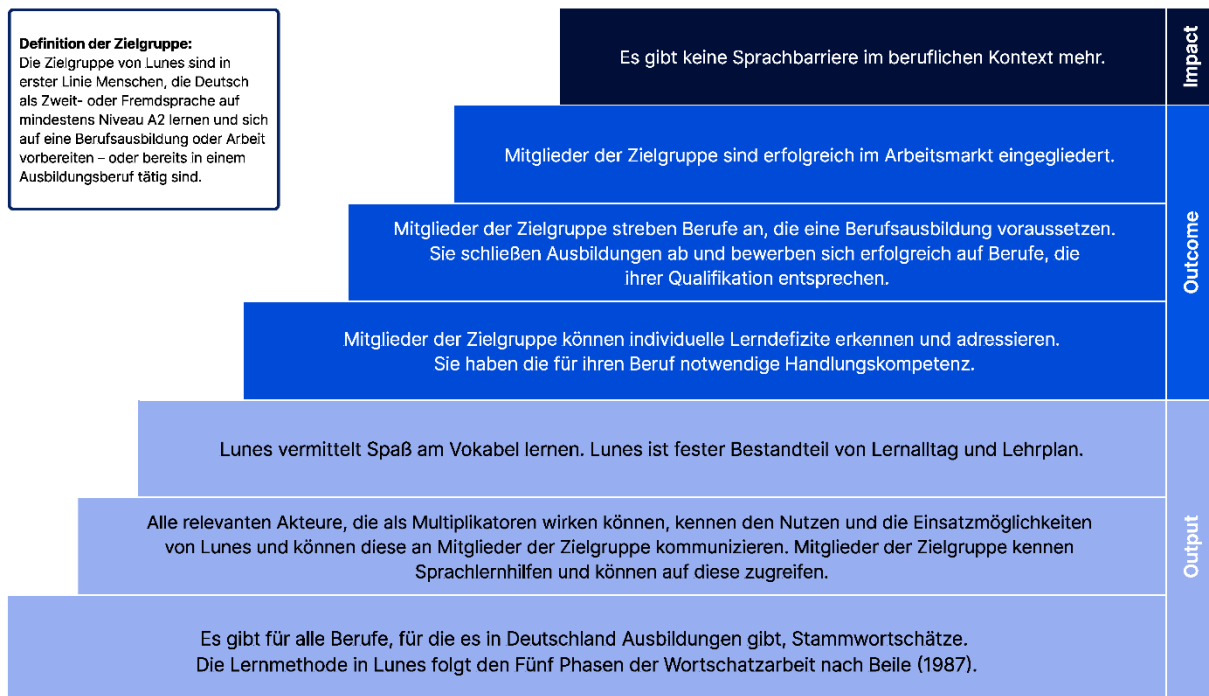 Definition der Zielgruppe:
Die Zielgruppe von Lunes sind in
erster Linie Menschen, die Deutsch
als Zweit- oder Fremdsprache auf
mindestens Niveau A2 lernen und sich
auf eine Berufsausbildung oder Arbeit
vorbereiten – oder bereits in einem
Ausbildungsberuf tätig sind.
Es gibt keine Sprachbarriere im beruflichen Kontext mehr.
Impact
Mitglieder der Zielgruppe sind erfolgreich im Arbeitsmarkt eingegliedert.
Mitglieder der Zielgruppe streben Berufe an, die eine Berufsausbildung voraussetzen.
Sie schließen Ausbildungen ab und bewerben sich erfolgreich auf Berufe, die
ihrer Qualifikation entsprechen.
Mitglieder der Zielgruppe können individuelle Lerndefizite erkennen und adressieren.
Sie haben die für ihren Beruf notwendige Handlungskompetenz.
Outcome
Lunes vermittelt Spaß am Vokabel lernen. Lunes ist fester Bestandteil von Lernalltag und Lehrplan.
Alle relevanten Akteure, die als Multiplikatoren wirken können, kennen den Nutzen und die Einsatzmöglichkeiten
von Lunes und können diese an Mitglieder der Zielgruppe kommunizieren. Mitglieder der Zielgruppe kennen
Sprachlernhilfen und können auf diese zugreifen.
Es gibt für alle Berufe, für die es in Deutschland Ausbildungen gibt, Stammwortschätze.
Die Lernmethode in Lunes folgt den Fünf Phasen der Wortschatzarbeit nach Beile (1987).
Output